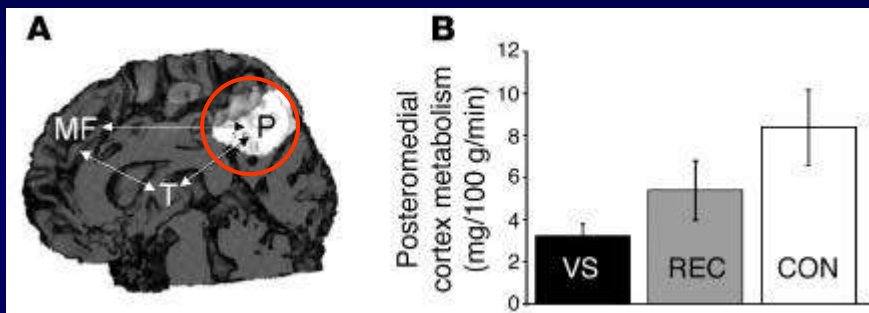 A
MF
P
T
B
Posteromedial
cortex metabolism
(mg/100 g/min)
12
10
8
6
4
2
0
VS
REC
CON